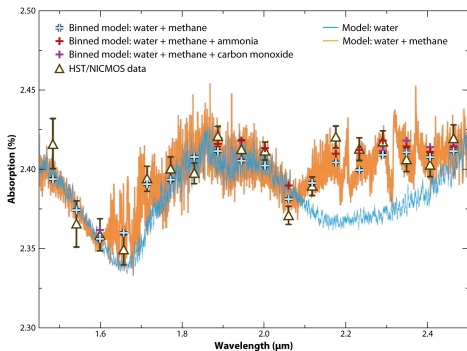 2.50
Binned model: water + methane
Binned model: water + methane + ammonia
Binned model: water + methane + carbon monoxide
HST/NICMOS data
Model: water
Model: water + methane
2.45
Absorption (%)
2.40
2.35
2.30
1.6 1.8 2.0 2.2 2.4
Wavelength (μm)